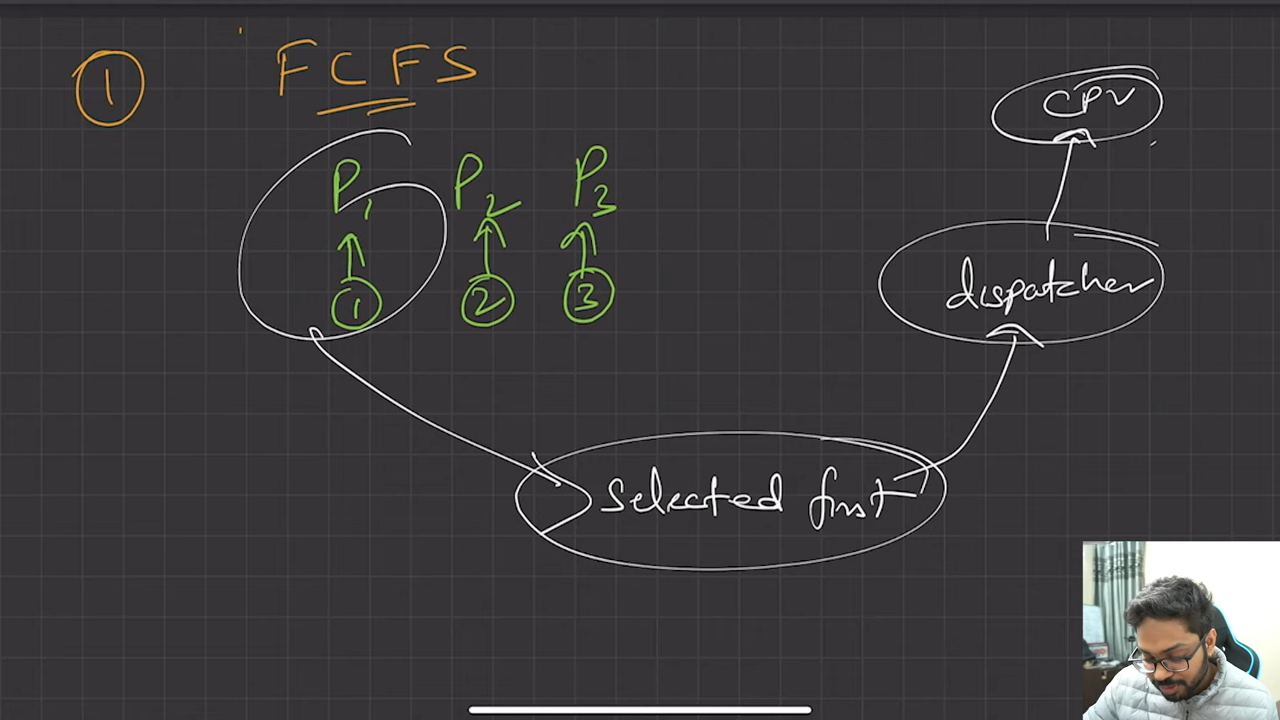 1 FCFS
P1 P2 P3
1 2 3
CPU
dispatcher
Selected first